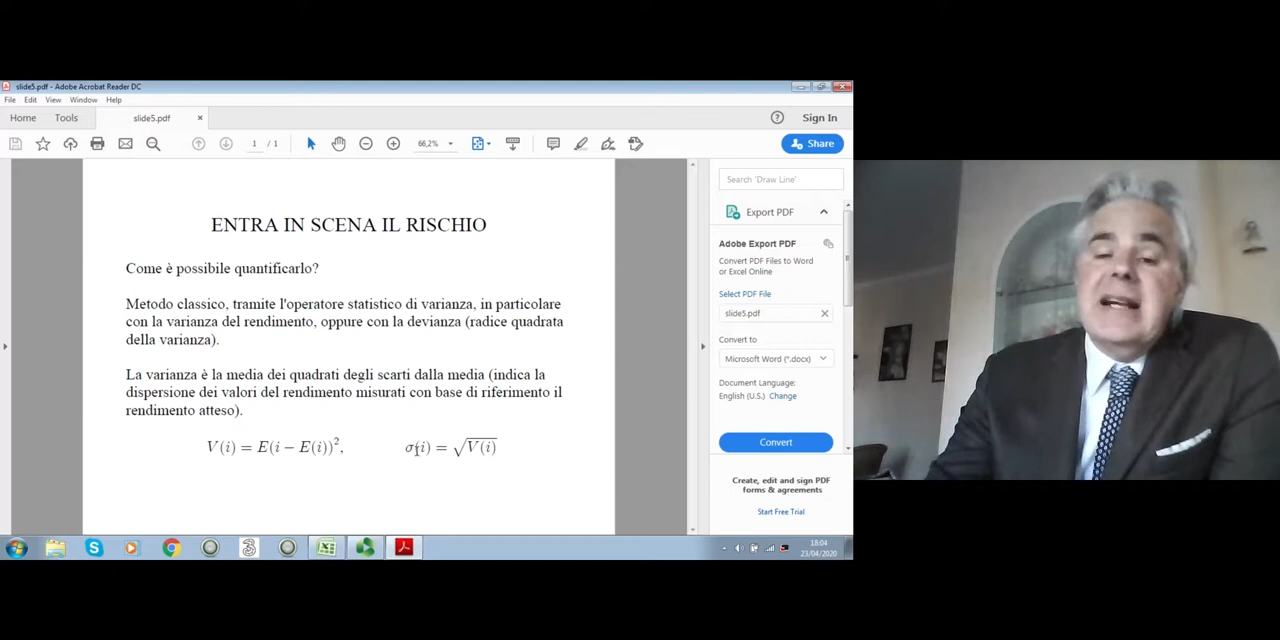 slide5.pdf - Adobe Acrobat Reader DC
File Edit View Window Help
Home Tools slide5.pdf × Sign In
1 / 1 66,2% Share
ENTRA IN SCENA IL RISCHIO
Come è possibile quantificarlo?
Metodo classico, tramite l'operatore statistico di varianza, in particolare
con la varianza del rendimento, oppure con la devianza (radice quadrata
della varianza).
La varianza è la media dei quadrati degli scarti dalla media (indica la
dispersione dei valori del rendimento misurati con base di riferimento il
rendimento atteso).
V(i) = E(i − E(i))², σ(i) = √V(i)
Search 'Draw Line'
Export PDF
Adobe Export PDF
Convert PDF Files to Word
or Excel Online
Select PDF File
slide5.pdf ×
Convert to
Microsoft Word (*.docx)
Document Language:
English (U.S.) Change
Convert
Create, edit and sign PDF
forms & agreements
Start Free Trial
18:04
23/04/2020